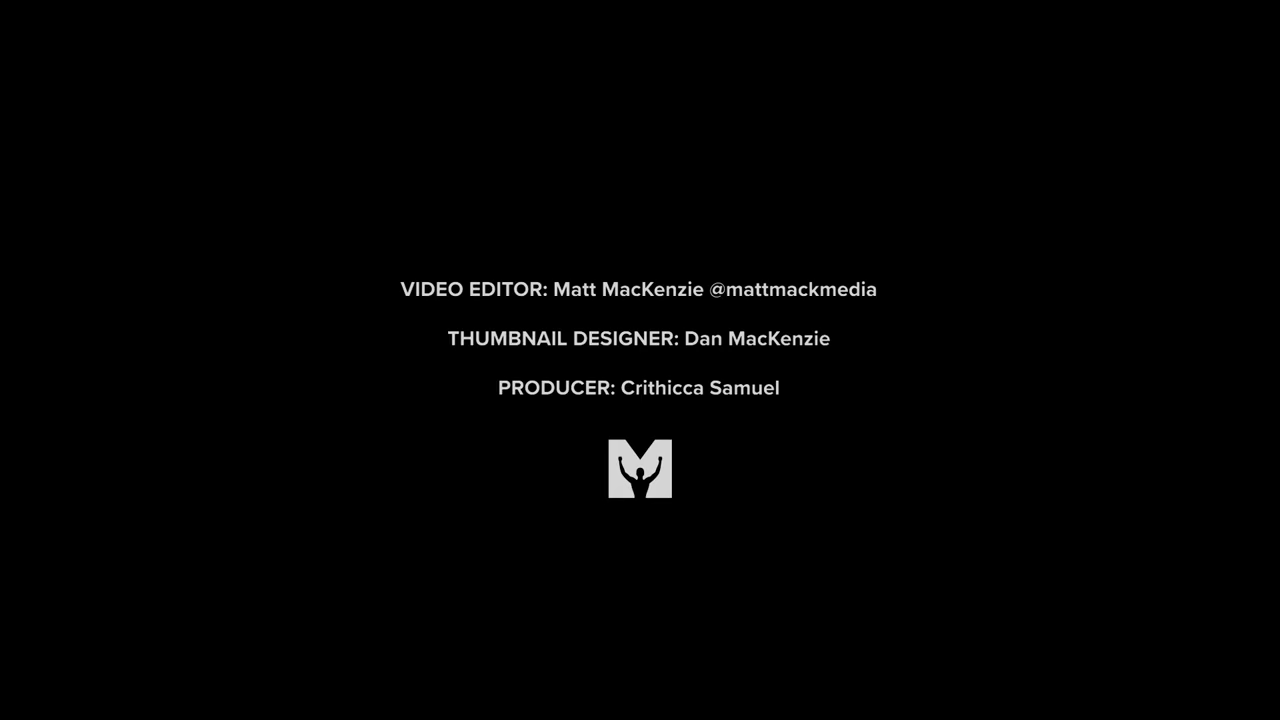 VIDEO EDITOR: Matt MacKenzie @mattmackmedia
THUMBNAIL DESIGNER: Dan MacKenzie
PRODUCER: Crithicca Samuel
M